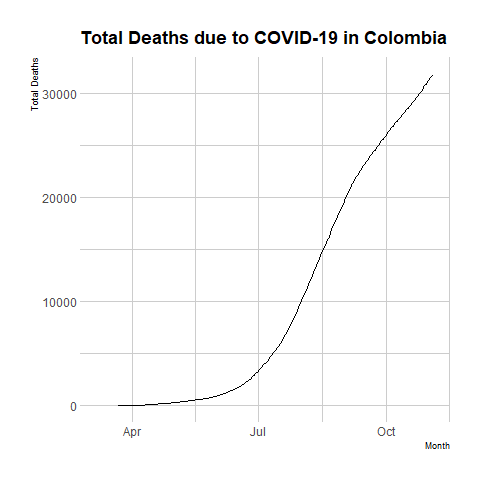 Total Deaths due to COVID-19 in Colombia
Total Deaths
30000
20000
10000
0
Apr
Jul
Oct
Month